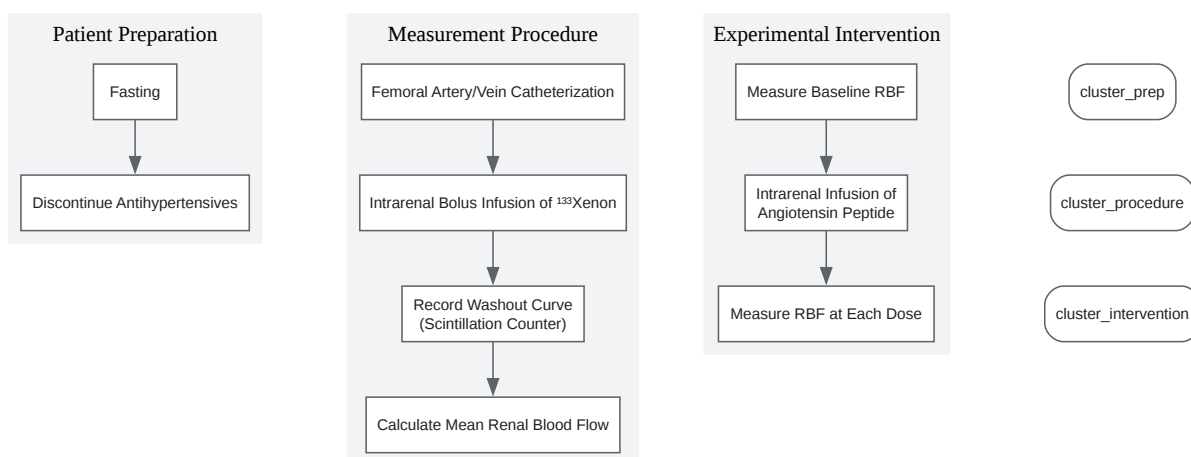 Patient Preparation
Fasting
Discontinue Antihypertensives
Measurement Procedure
Femoral Artery/Vein Catheterization
Intrarenal Bolus Infusion of ¹³³Xenon
Record Washout Curve
(Scintillation Counter)
Calculate Mean Renal Blood Flow
Experimental Intervention
Measure Baseline RBF
Intrarenal Infusion of
Angiotensin Peptide
Measure RBF at Each Dose
cluster_prep
cluster_procedure
cluster_intervention